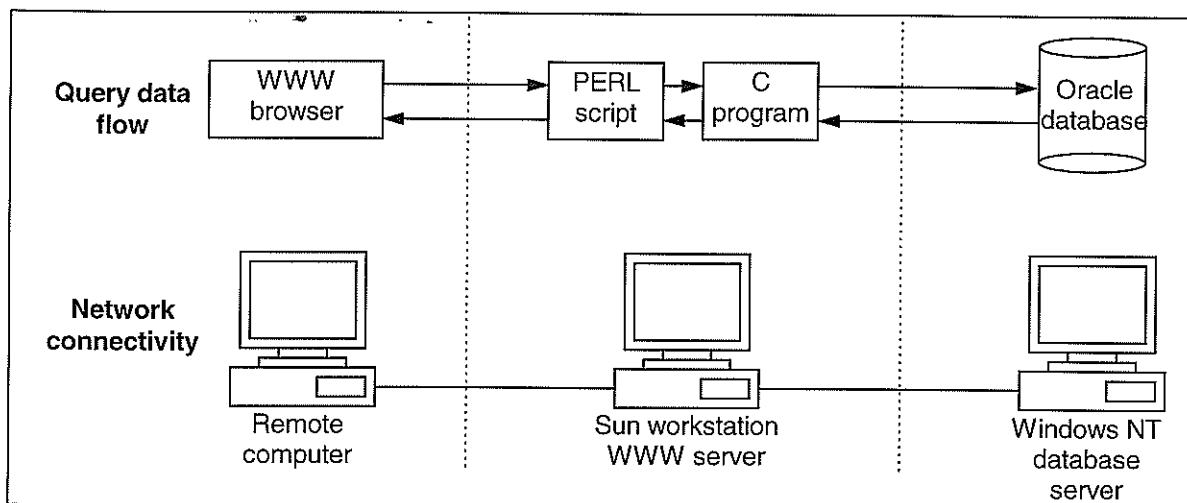 Query data
flow
WWW
browser
PERL
script
C
program
Oracle
database
Network
connectivity
Remote
computer
Sun workstation
WWW server
Windows NT
database
server